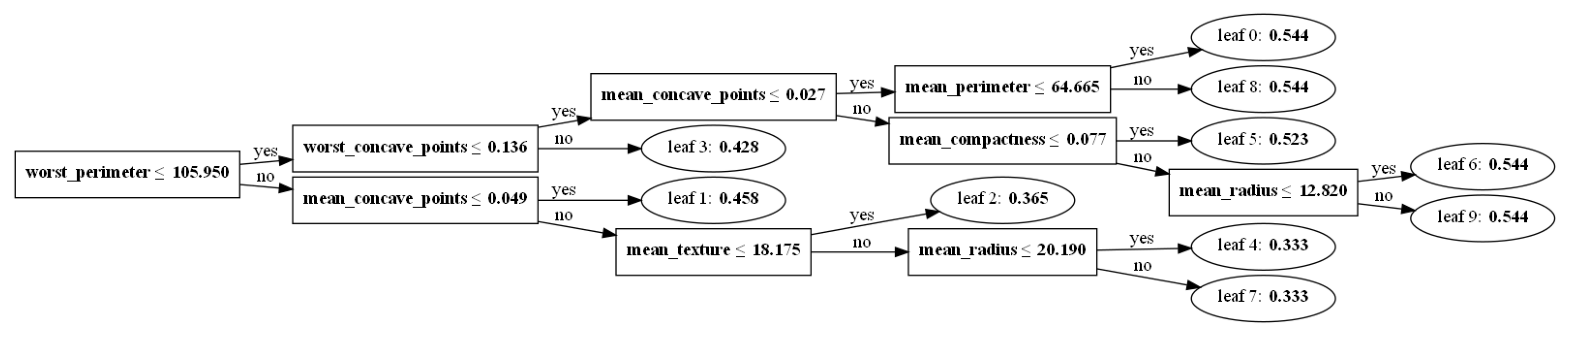 leaf 0: 0.544
yes
mean_perimeter ≤ 64.665
no
leaf 8: 0.544
yes
mean_concave_points ≤ 0.027
no
mean_compactness ≤ 0.077
yes
leaf 5: 0.523
no
yes
worst_concave_points ≤ 0.136
no
leaf 3: 0.428
mean_radius ≤ 12.820
yes
leaf 6: 0.544
no
leaf 9: 0.544
worst_perimeter ≤ 105.950
yes
no
mean_concave_points ≤ 0.049
yes
leaf 1: 0.458
no
mean_texture ≤ 18.175
yes
leaf 2: 0.365
no
mean_radius ≤ 20.190
yes
leaf 4: 0.333
no
leaf 7: 0.333